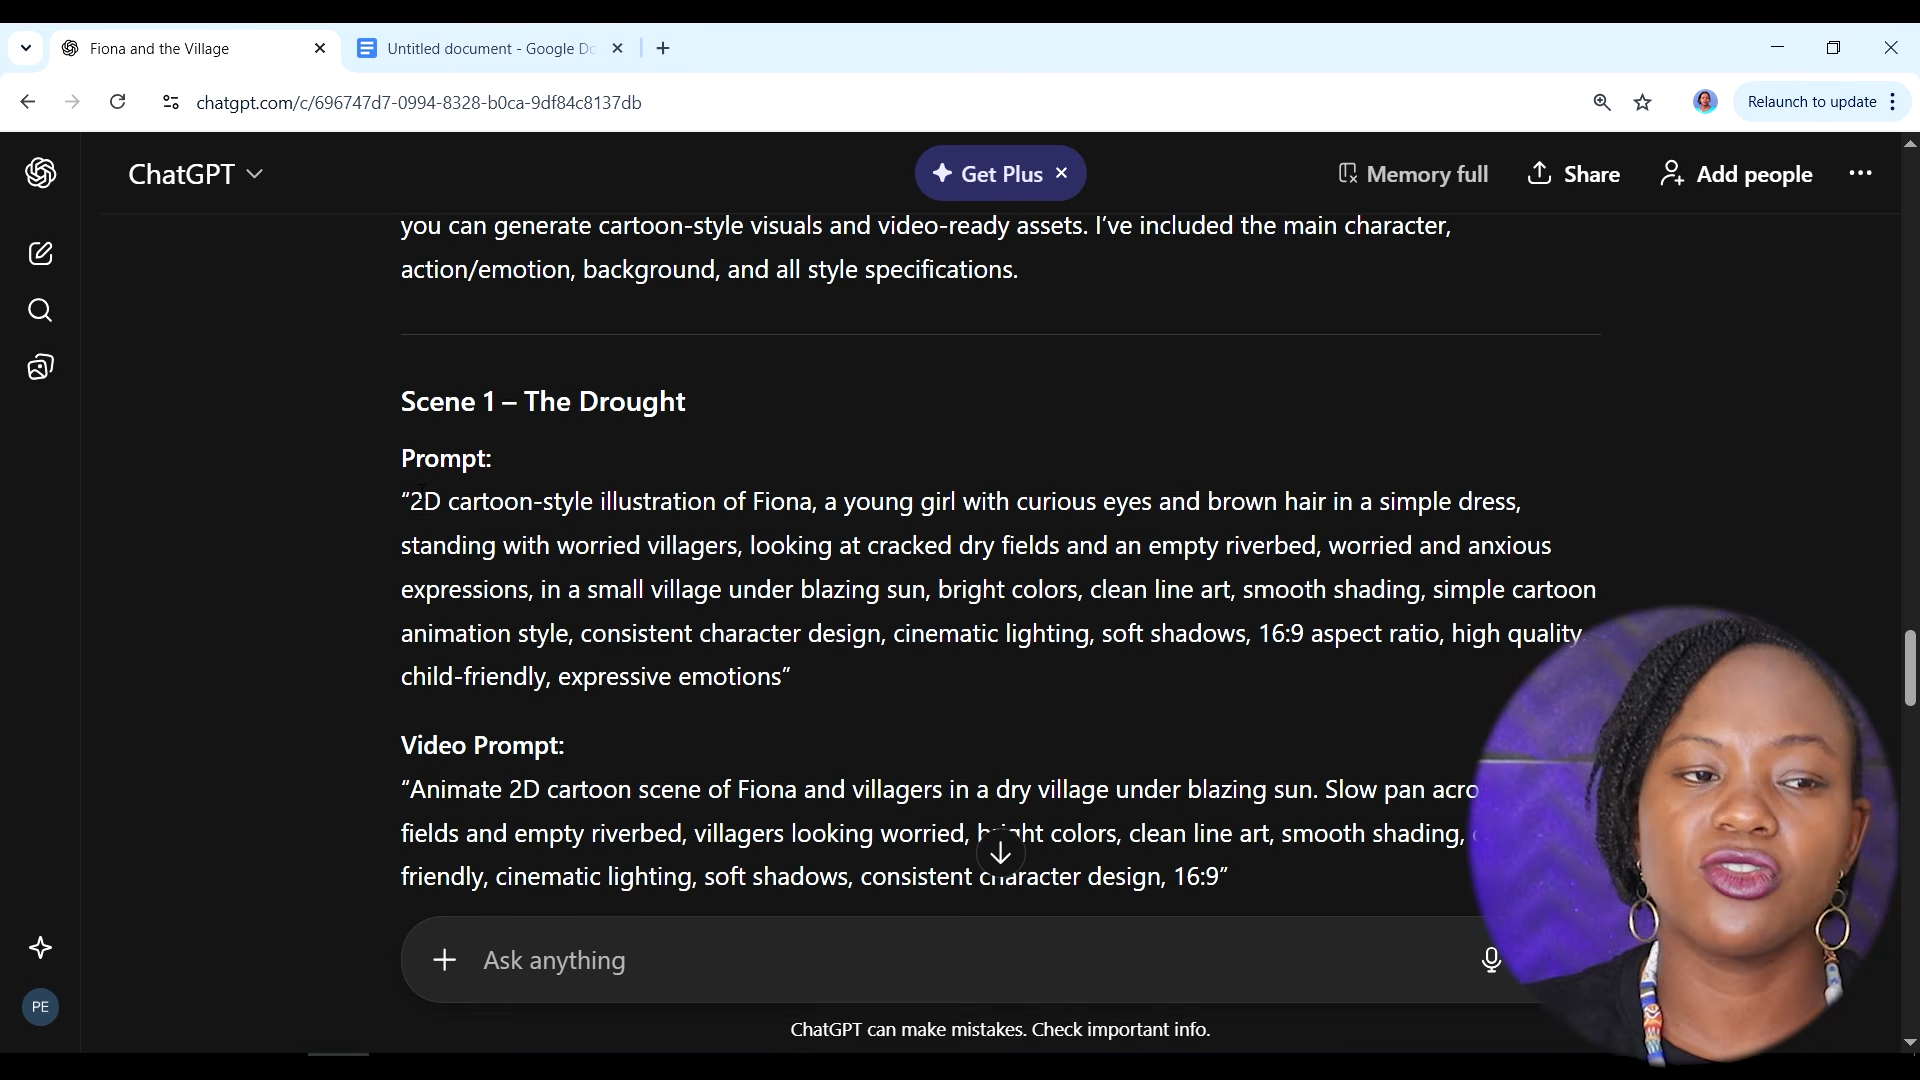 Fiona and the Village
Untitled document - Google Dc
chatgpt.com/c/696747d7-0994-8328-b0ca-9df84c8137db
Relaunch to update
ChatGPT
Get Plus
Memory full
Share
Add people
you can generate cartoon-style visuals and video-ready assets. I’ve included the main character,
action/emotion, background, and all style specifications.
Scene 1 – The Drought
Prompt:
“2D cartoon-style illustration of Fiona, a young girl with curious eyes and brown hair in a simple dress,
standing with worried villagers, looking at cracked dry fields and an empty riverbed, worried and anxious
expressions, in a small village under blazing sun, bright colors, clean line art, smooth shading, simple cartoon
animation style, consistent character design, cinematic lighting, soft shadows, 16:9 aspect ratio, high quality,
child-friendly, expressive emotions”
Video Prompt:
“Animate 2D cartoon scene of Fiona and villagers in a dry village under blazing sun. Slow pan acro
fields and empty riverbed, villagers looking worried, bright colors, clean line art, smooth shading,
friendly, cinematic lighting, soft shadows, consistent character design, 16:9”
Ask anything
PE
ChatGPT can make mistakes. Check important info.